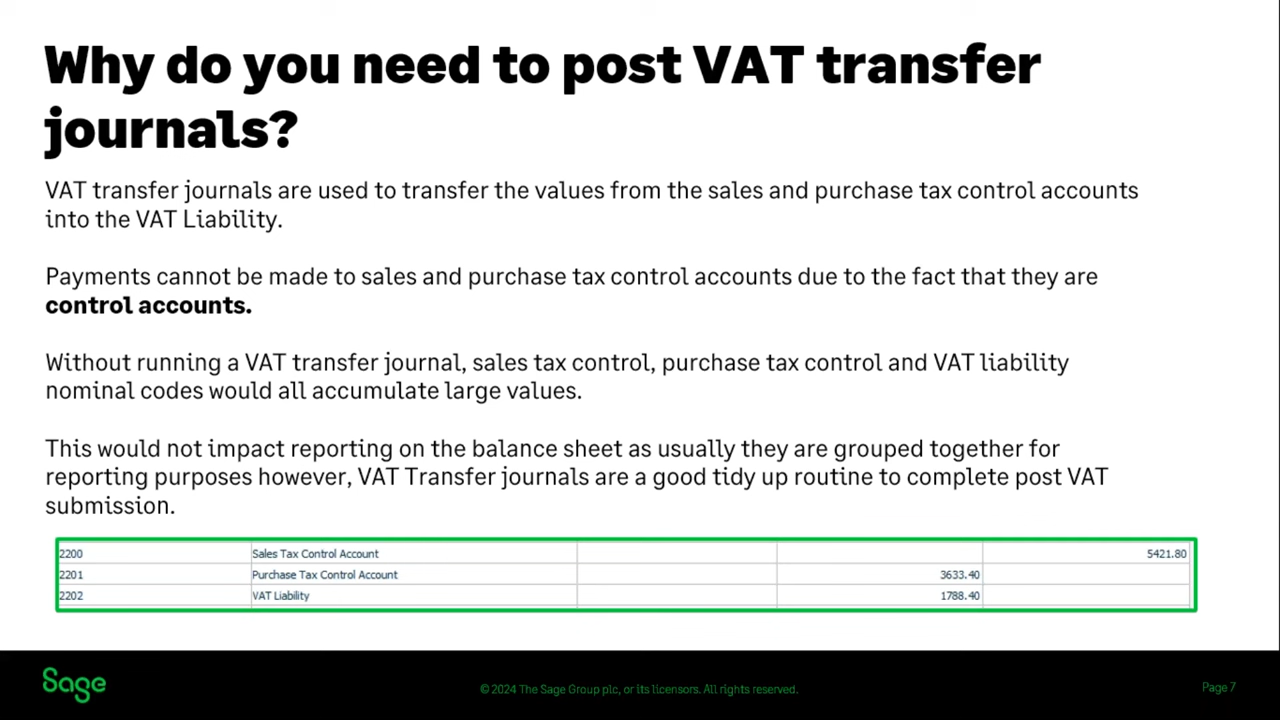 Why do you need to post VAT transfer
journals?
VAT transfer journals are used to transfer the values from the sales and purchase tax control accounts
into the VAT Liability.
Payments cannot be made to sales and purchase tax control accounts due to the fact that they are
control accounts.
Without running a VAT transfer journal, sales tax control, purchase tax control and VAT liability
nominal codes would all accumulate large values.
This would not impact reporting on the balance sheet as usually they are grouped together for
reporting purposes however, VAT Transfer journals are a good tidy up routine to complete post VAT
submission.
2200 Sales Tax Control Account 5421.80
2201 Purchase Tax Control Account 3633.40
2202 VAT Liability 1788.40
Sage
© 2024 The Sage Group plc, or its licensors. All rights reserved.
Page 7